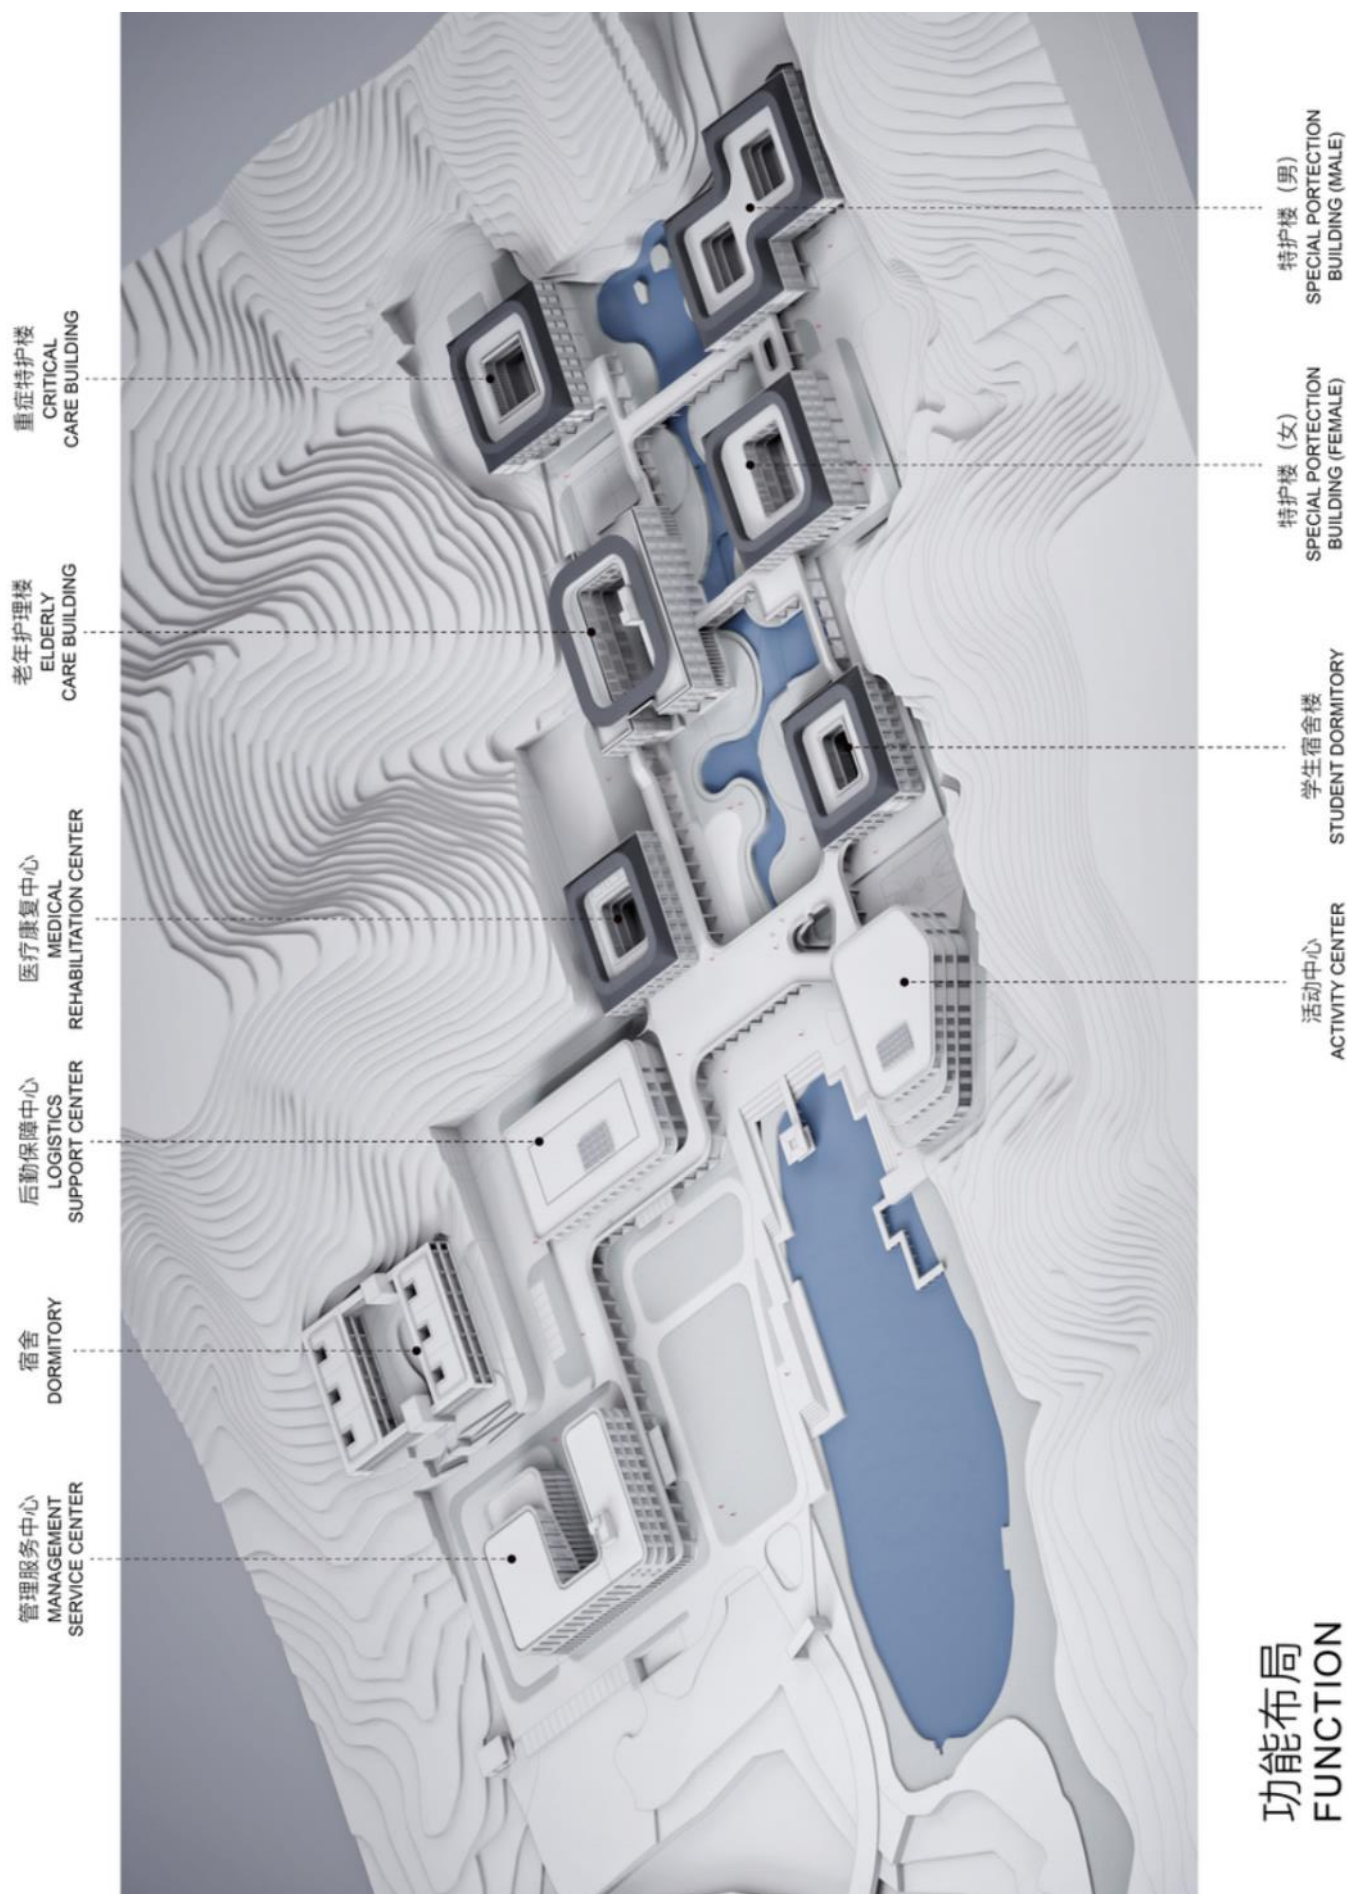 管理服务中心
MANAGEMENT
SERVICE CENTER
宿舍
DORMITORY
后勤保障中心
LOGISTICS
SUPPORT CENTER
医疗康复中心
MEDICAL
REHABILITATION CENTER
老年护理楼
ELDERLY
CARE BUILDING
重症特护楼
CRITICAL
CARE BUILDING
功能布局
FUNCTION
活动中心
ACTIVITY CENTER
学生宿舍楼
STUDENT DORMITORY
特护楼（女）
SPECIAL PORTECTION
BUILDING (FEMALE)
特护楼（男）
SPECIAL PORTECTION
BUILDING (MALE)